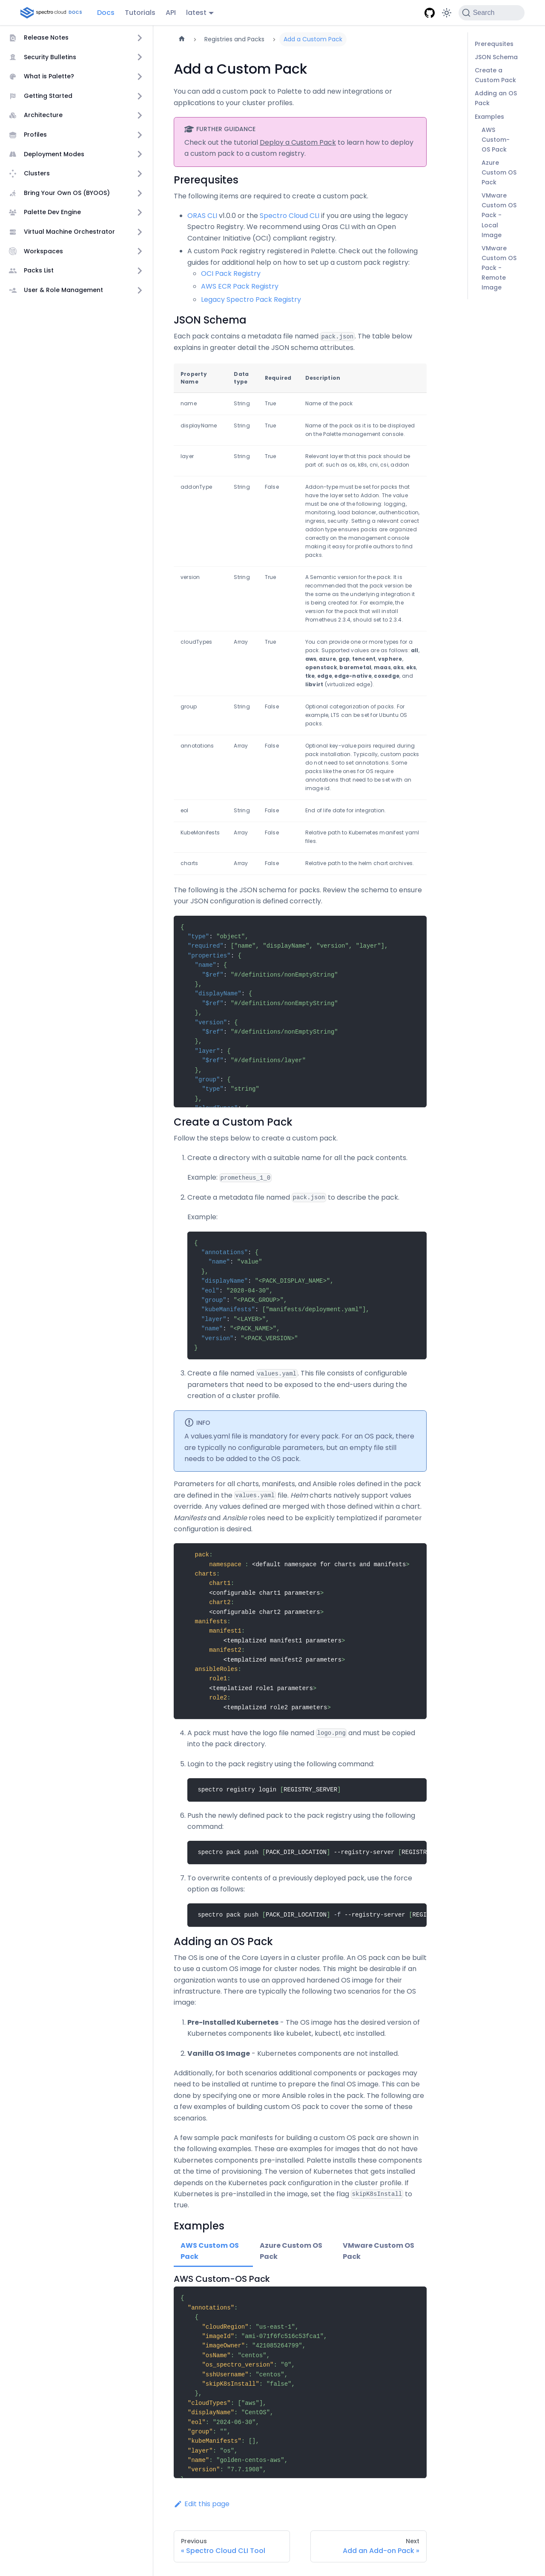 spectro cloud DOCS
Docs
Tutorials
API
latest
Search
Release Notes
Security Bulletins
What is Palette?
Getting Started
Architecture
Profiles
Deployment Modes
Clusters
Bring Your Own OS (BYOOS)
Palette Dev Engine
Virtual Machine Orchestrator
Workspaces
Packs List
User & Role Management
Registries and Packs
Add a Custom Pack
Add a Custom Pack
You can add a custom pack to Palette to add new integrations or
applications to your cluster profiles.
FURTHER GUIDANCE
Check out the tutorial Deploy a Custom Pack to learn how to deploy
a custom pack to a custom registry.
Prerequsites
The following items are required to create a custom pack.
ORAS CLI v1.0.0 or the Spectro Cloud CLI if you are using the legacy
Spectro Registry. We recommend using Oras CLI with an Open
Container Initiative (OCI) compliant registry.
A custom Pack registry registered in Palette. Check out the following
guides for additional help on how to set up a custom pack registry:
OCI Pack Registry
AWS ECR Pack Registry
Legacy Spectro Pack Registry
JSON Schema
Each pack contains a metadata file named pack.json. The table below
explains in greater detail the JSON schema attributes.
Property Name Data type Required Description
name String True Name of the pack
displayName String True Name of the pack as it is to be displayed
on the Palette management console.
layer String True Relevant layer that this pack should be
part of; such as os, k8s, cni, csi, addon
addonType String False Addon-type must be set for packs that
have the layer set to Addon. The value
must be one of the following: logging,
monitoring, load balancer, authentication,
ingress, security. Setting a relevant correct
addon type ensures packs are organized
correctly on the management console
making it easy for profile authors to find
packs.
version String True A Semantic version for the pack. It is
recommended that the pack version be
the same as the underlying integration it
is being created for. For example, the
version for the pack that will install
Prometheus 2.3.4, should set to 2.3.4.
cloudTypes Array True You can provide one or more types for a
pack. Supported values are as follows: all,
aws, azure, gcp, tencent, vsphere,
openstack, baremetal, maas, aks, eks,
tke, edge, edge-native, coxedge, and
libvirt (virtualized edge).
group String False Optional categorization of packs. For
example, LTS can be set for Ubuntu OS
packs.
annotations Array False Optional key-value pairs required during
pack installation. Typically, custom packs
do not need to set annotations. Some
packs like the ones for OS require
annotations that need to be set with an
image id.
eol String False End of life date for integration.
KubeManifests Array False Relative path to Kubernetes manifest yaml
files.
charts Array False Relative path to the helm chart archives.
The following is the JSON schema for packs. Review the schema to ensure
your JSON configuration is defined correctly.
{
"type": "object",
"required": ["name", "displayName", "version", "layer"],
"properties": {
"name": {
"$ref": "#/definitions/nonEmptyString"
},
"displayName": {
"$ref": "#/definitions/nonEmptyString"
},
"version": {
"$ref": "#/definitions/nonEmptyString"
},
"layer": {
"$ref": "#/definitions/layer"
},
"group": {
"type": "string"
},
Create a Custom Pack
Follow the steps below to create a custom pack.
1. Create a directory with a suitable name for all the pack contents.
Example: prometheus_1_0
2. Create a metadata file named pack.json to describe the pack.
Example:
{
"annotations": {
"name": "value"
},
"displayName": "<PACK_DISPLAY_NAME>",
"eol": "2028-04-30",
"group": "<PACK_GROUP>",
"kubeManifests": ["manifests/deployment.yaml"],
"layer": "<LAYER>",
"name": "<PACK_NAME>",
"version": "<PACK_VERSION>"
}
3. Create a file named values.yaml. This file consists of configurable
parameters that need to be exposed to the end-users during the
creation of a cluster profile.
INFO
A values.yaml file is mandatory for every pack. For an OS pack, there
are typically no configurable parameters, but an empty file still
needs to be added to the OS pack.
Parameters for all charts, manifests, and Ansible roles defined in the pack
are defined in the values.yaml file. Helm charts natively support values
override. Any values defined are merged with those defined within a chart.
Manifests and Ansible roles need to be explicitly templatized if parameter
configuration is desired.
pack:
namespace : <default namespace for charts and manifests>
charts:
chart1:
<configurable chart1 parameters>
chart2:
<configurable chart2 parameters>
manifests:
manifest1:
<templatized manifest1 parameters>
manifest2:
<templatized manifest2 parameters>
ansibleRoles:
role1:
<templatized role1 parameters>
role2:
<templatized role2 parameters>
4. A pack must have the logo file named logo.png and must be copied
into the pack directory.
5. Login to the pack registry using the following command:
spectro registry login [REGISTRY_SERVER]
6. Push the newly defined pack to the pack registry using the following
command:
spectro pack push [PACK_DIR_LOCATION] --registry-server [REGISTR
7. To overwrite contents of a previously deployed pack, use the force
option as follows:
spectro pack push [PACK_DIR_LOCATION] -f --registry-server [REGI
Adding an OS Pack
The OS is one of the Core Layers in a cluster profile. An OS pack can be built
to use a custom OS image for cluster nodes. This might be desirable if an
organization wants to use an approved hardened OS image for their
infrastructure. There are typically the following two scenarios for the OS
image:
1. Pre-Installed Kubernetes - The OS image has the desired version of
Kubernetes components like kubelet, kubectl, etc installed.
2. Vanilla OS Image - Kubernetes components are not installed.
Additionally, for both scenarios additional components or packages may
need to be installed at runtime to prepare the final OS image. This can be
done by specifying one or more Ansible roles in the pack. The following are
a few examples of building custom OS pack to cover the some of these
scenarios.
A few sample pack manifests for building a custom OS pack are shown in
the following examples. These are examples for images that do not have
Kubernetes components pre-installed. Palette installs these components
at the time of provisioning. The version of Kubernetes that gets installed
depends on the Kubernetes pack configuration in the cluster profile. If
Kubernetes is pre-installed in the image, set the flag skipK8sInstall to
true.
Examples
AWS Custom OS Pack
Azure Custom OS Pack
VMware Custom OS Pack
AWS Custom-OS Pack
{
"annotations":
{
"cloudRegion": "us-east-1",
"imageId": "ami-071f6fc516c53fca1",
"imageOwner": "421085264799",
"osName": "centos",
"os_spectro_version": "0",
"sshUsername": "centos",
"skipK8sInstall": "false",
},
"cloudTypes": ["aws"],
"displayName": "CentOS",
"eol": "2024-06-30",
"group": "",
"kubeManifests": [],
"layer": "os",
"name": "golden-centos-aws",
"version": "7.7.1908",
Edit this page
Previous
« Spectro Cloud CLI Tool
Next
Add an Add-on Pack »
Prerequsites
JSON Schema
Create a
Custom Pack
Adding an OS
Pack
Examples
AWS
Custom-
OS Pack
Azure
Custom OS
Pack
VMware
Custom OS
Pack -
Local
Image
VMware
Custom OS
Pack -
Remote
Image